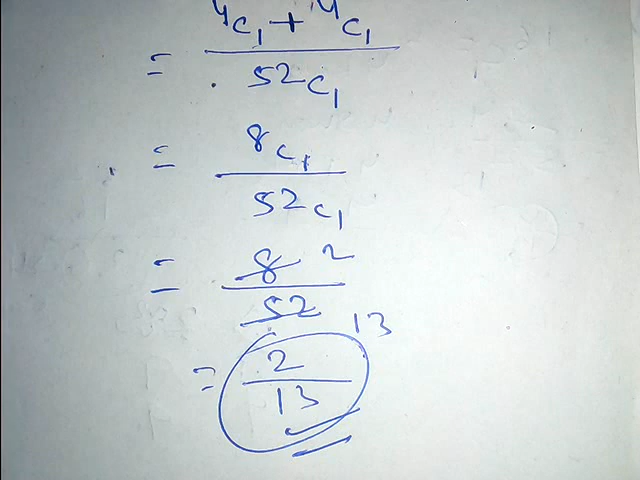 = ⁴C₁ + ⁴C₁ / ⁵²C₁
= ⁸C₁ / ⁵²C₁
= 8 2 / 52 13
= 2 / 13